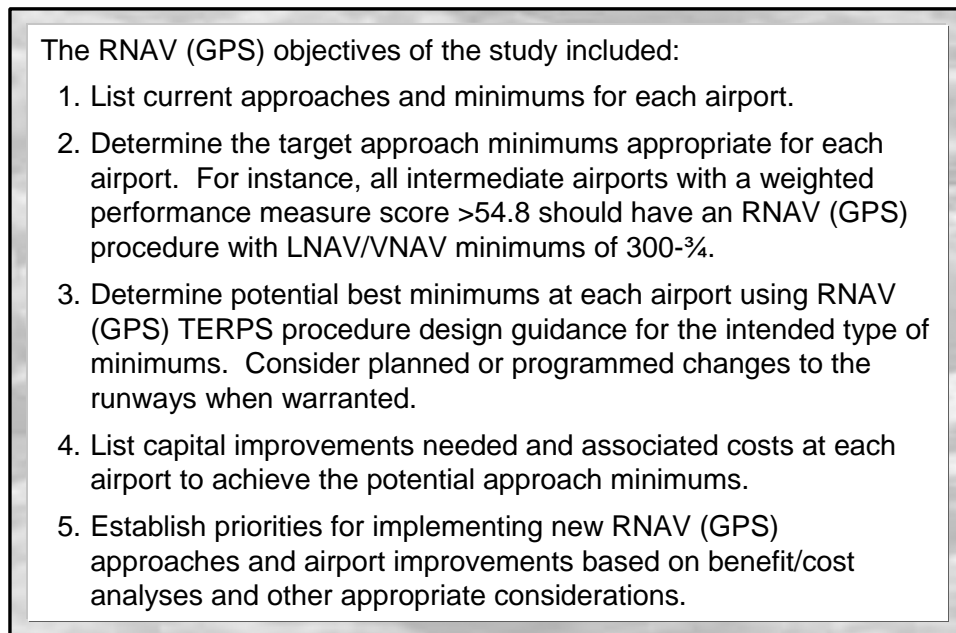 The RNAV (GPS) objectives of the study included:
1. List current approaches and minimums for each airport.
2. Determine the target approach minimums appropriate for each
airport.  For instance, all intermediate airports with a weighted
performance measure score >54.8 should have an RNAV (GPS)
procedure with LNAV/VNAV minimums of 300-¾.
3. Determine potential best minimums at each airport using RNAV
(GPS) TERPS procedure design guidance for the intended type of
minimums.  Consider planned or programmed changes to the
runways when warranted.
4. List capital improvements needed and associated costs at each
airport to achieve the potential approach minimums.
5. Establish priorities for implementing new RNAV (GPS)
approaches and airport improvements based on benefit/cost
analyses and other appropriate considerations.